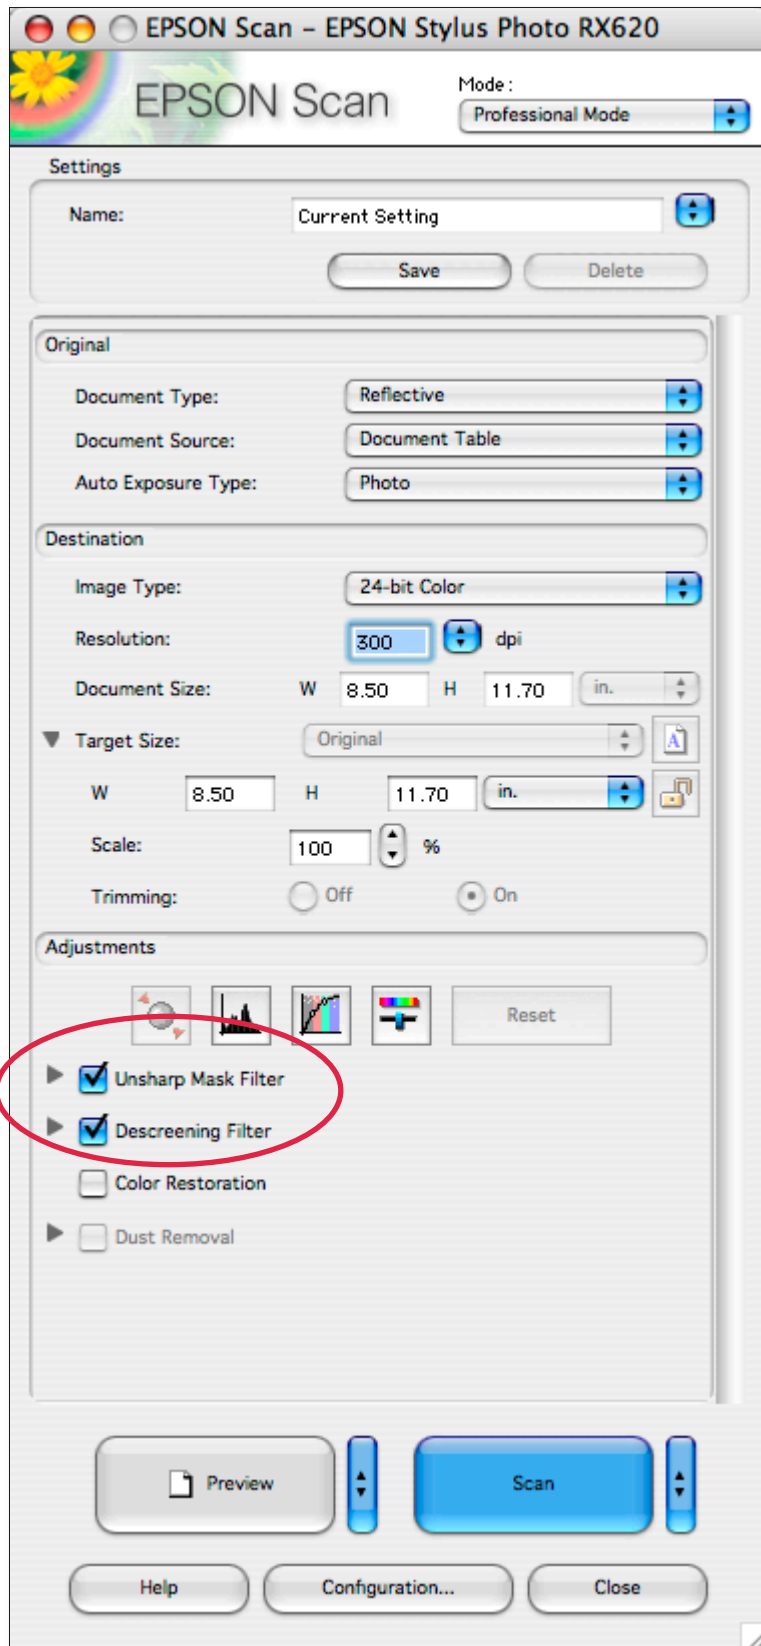 EPSON Scan – EPSON Stylus Photo RX620
EPSON Scan
Mode :
Professional Mode
Settings
Name: Current Setting
Save Delete
Original
Document Type: Reflective
Document Source: Document Table
Auto Exposure Type: Photo
Destination
Image Type: 24-bit Color
Resolution: 300 dpi
Document Size: W 8.50 H 11.70 in.
Target Size: Original A
W 8.50 H 11.70 in.
Scale: 100 %
Trimming: Off On
Adjustments
Reset
Unsharp Mask Filter
Descreening Filter
Color Restoration
Dust Removal
Preview Scan
Help Configuration... Close